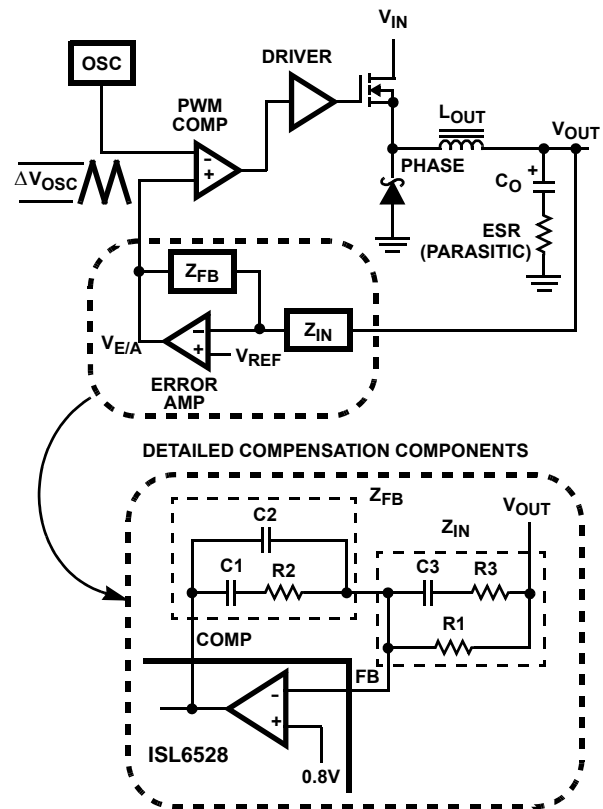 V_IN
OSC
DRIVER
PWM
COMP
L_OUT
V_OUT
PHASE
ΔV_OSC
C_O
+
ESR
(PARASITIC)
-
+
Z_FB
V_E/A
-
+
Z_IN
V_REF
ERROR
AMP
DETAILED COMPENSATION COMPONENTS
Z_FB
V_OUT
C2
Z_IN
C1
R2
C3
R3
R1
COMP
FB
-
+
ISL6528
0.8V